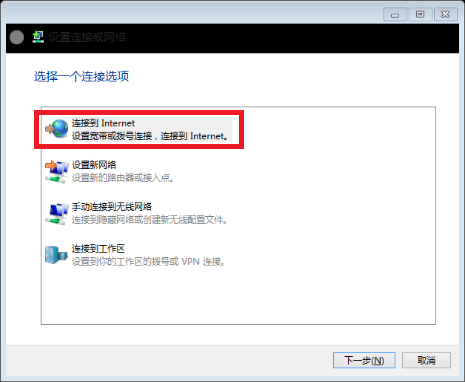 设置连接或网络
选择一个连接选项
连接到 Internet
设置宽带或拨号连接，连接到 Internet。
设置新网络
设置新的路由器或接入点。
手动连接到无线网络
连接到隐藏网络或创建新无线配置文件。
连接到工作区
设置到你的工作区的拨号或 VPN 连接。
下一步(N)
取消